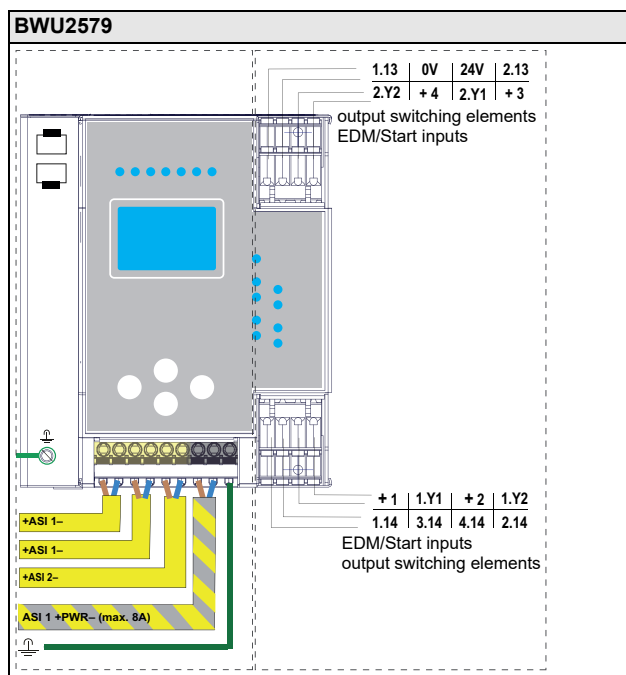 BWU2579
1.13 0V 24V 2.13
2.Y2 + 4 2.Y1 + 3
output switching elements
EDM/Start inputs
+ 1 1.Y1 + 2 1.Y2
1.14 3.14 4.14 2.14
EDM/Start inputs
output switching elements
+ASI 1–
+ASI 1–
+ASI 2–
ASI 1 +PWR– (max. 8A)